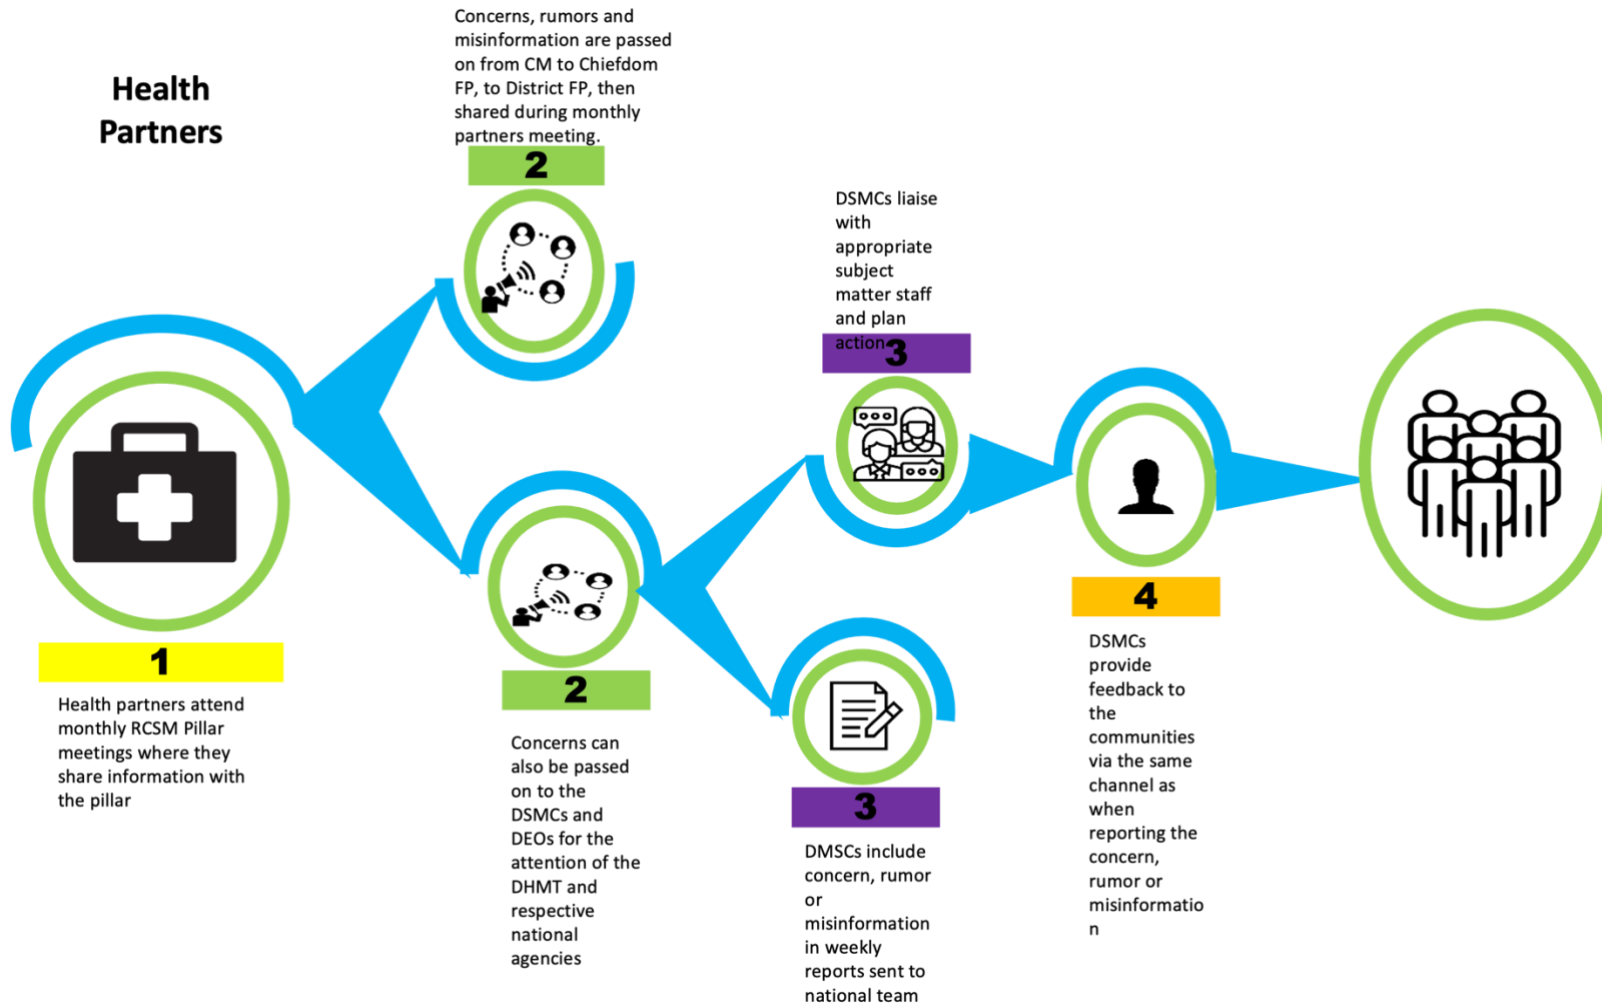 Health
Partners
Concerns, rumors and
misinformation are passed
on from CM to Chiefdom
FP, to District FP, then
shared during monthly
partners meeting.
2
1
Health partners attend
monthly RCSM Pillar
meetings where they
share information with
the pillar
2
Concerns can
also be passed
on to the
DSMCs and
DEOs for the
attention of the
DHMT and
respective
national
agencies
DSMCs liaise
with
appropriate
subject
matter staff
and plan
action
3
3
DMSCs include
concern, rumor
or
misinformation
in weekly
reports sent to
national team
4
DSMCs
provide
feedback to
the
communities
via the same
channel as
when
reporting the
concern,
rumor or
misinformatio
n